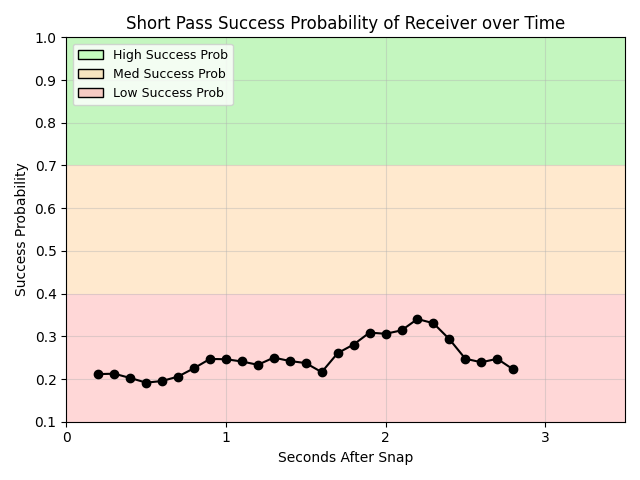 Short Pass Success Probability of Receiver over Time
1.0
0.9
0.8
0.7
0.6
0.5
0.4
0.3
0.2
0.1
Success Probability
High Success Prob
Med Success Prob
Low Success Prob
0 1 2 3
Seconds After Snap